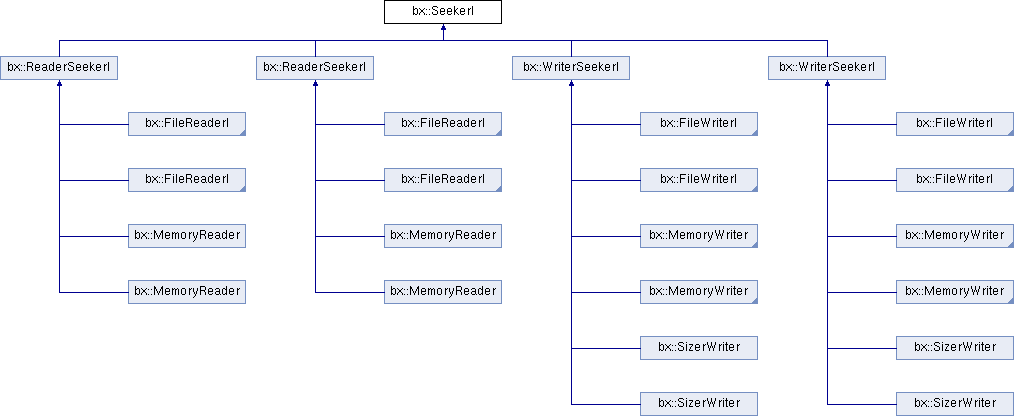 bx::SeekerI
bx::ReaderSeekerI bx::ReaderSeekerI bx::WriterSeekerI bx::WriterSeekerI
bx::FileReaderI bx::FileReaderI bx::FileWriterI bx::FileWriterI
bx::FileReaderI bx::FileReaderI bx::FileWriterI bx::FileWriterI
bx::MemoryReader bx::MemoryReader bx::MemoryWriter bx::MemoryWriter
bx::MemoryReader bx::MemoryReader bx::MemoryWriter bx::MemoryWriter
bx::SizerWriter bx::SizerWriter
bx::SizerWriter bx::SizerWriter